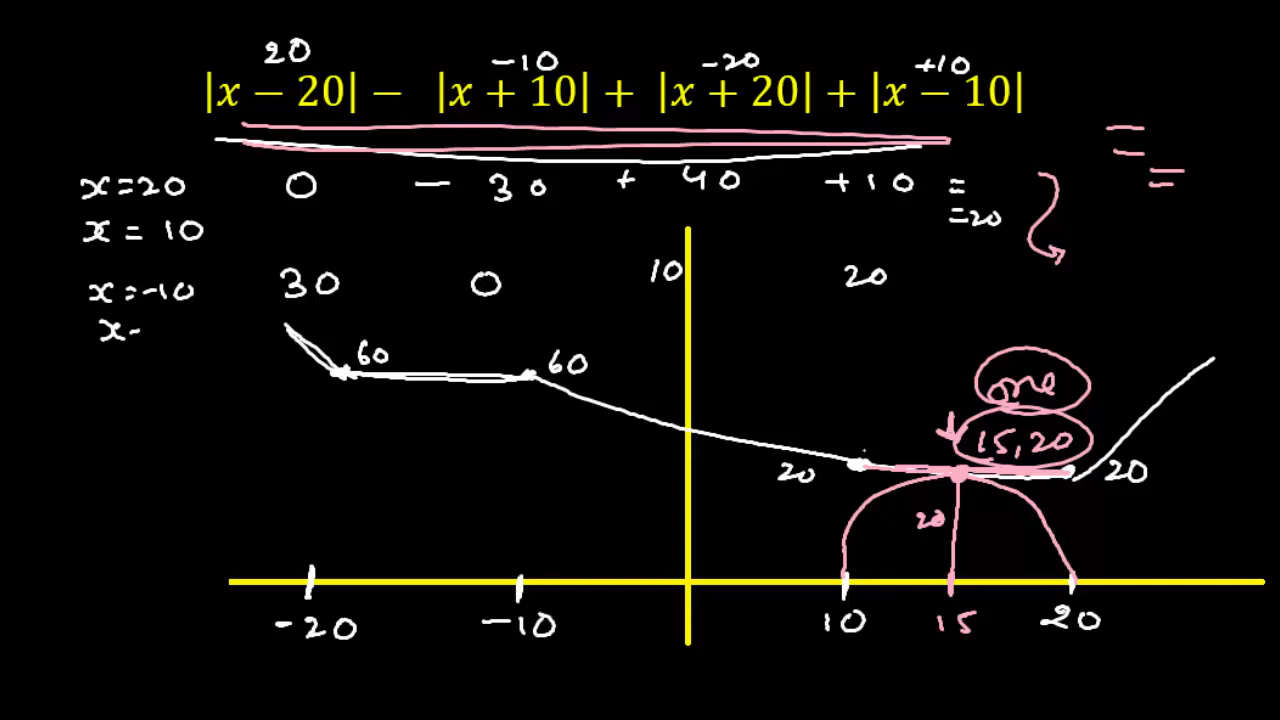 20 -10 -20 +10
|x − 20| − |x + 10| + |x + 20| + |x − 10|
x=20 0 - 30 + 40 +10 =
=20
x = 10
x=-10 30 0 10 20
x-
60 60
one
15,20
20 20
20
-20 -10 10 15 20